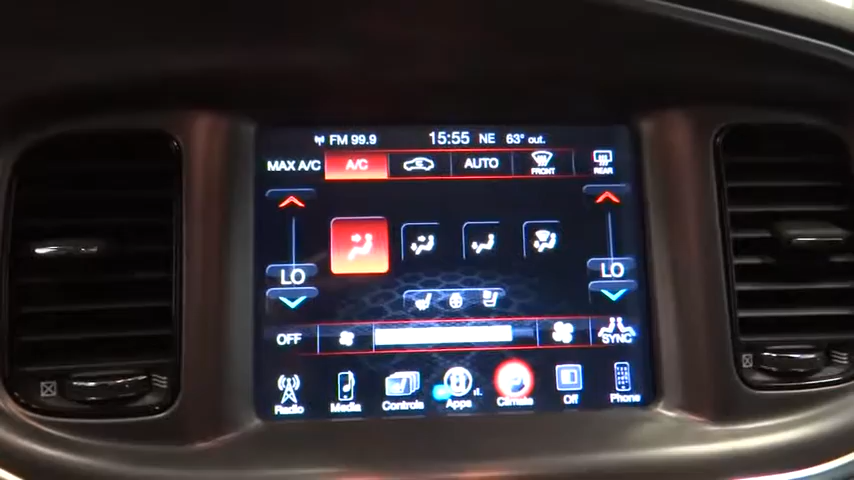 FM 99.9 15:55 NE 63° out.
MAX A/C A/C AUTO FRONT REAR
LO LO
OFF SYNC
Radio Media Controls Apps Climate Off Phone